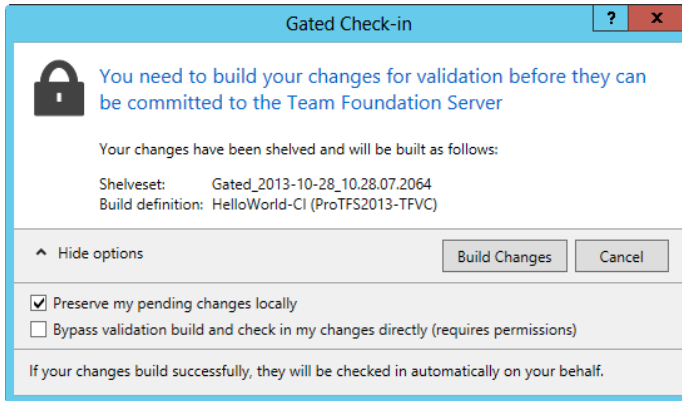 Gated Check-in
? x
You need to build your changes for validation before they can
be committed to the Team Foundation Server
Your changes have been shelved and will be built as follows:
Shelveset: Gated_2013-10-28_10.28.07.2064
Build definition: HelloWorld-CI (ProTFS2013-TFVC)
Hide options
Build Changes
Cancel
Preserve my pending changes locally
Bypass validation build and check in my changes directly (requires permissions)
If your changes build successfully, they will be checked in automatically on your behalf.